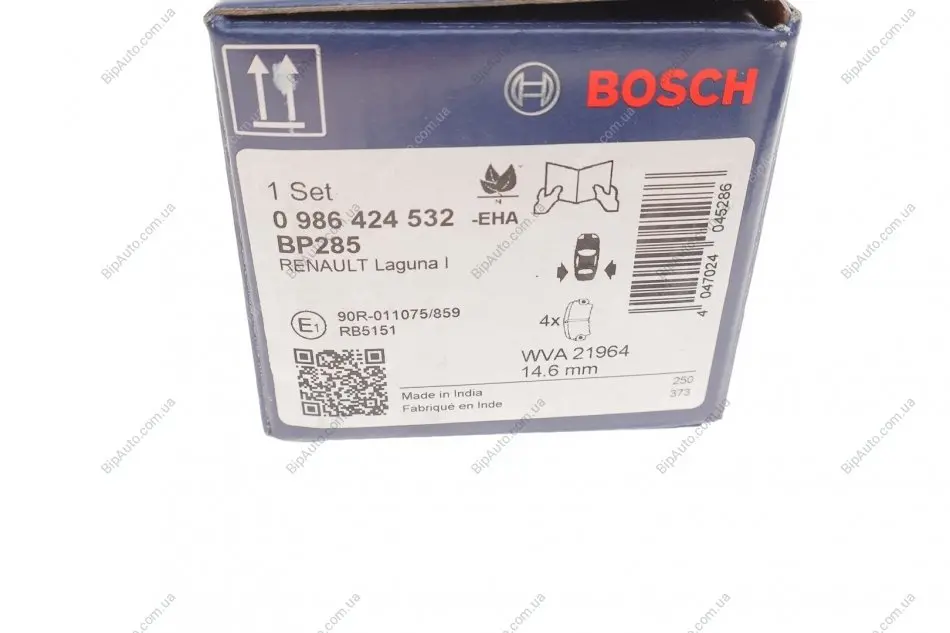 BOSCH
1 Set
0 986 424 532 -EHA
BP285
RENAULT Laguna I
E1
90R-011075/859
RB5151
4x
WVA 21964
14.6 mm
Made in India
Fabriqué en Inde
250
373
4 047024 045286
BipAuto.com.ua